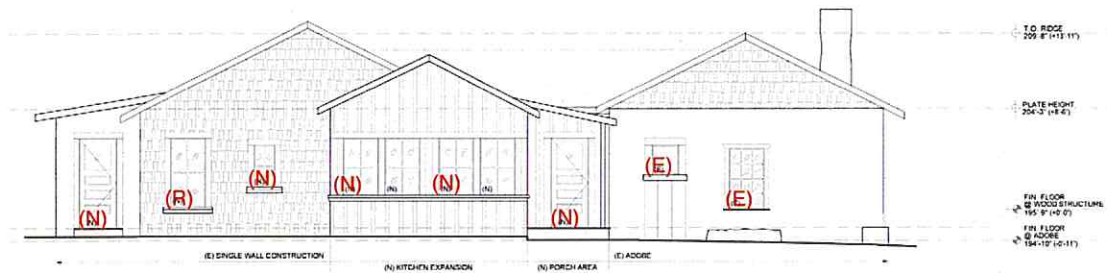 T.O. RIDGE
209'-8" (+13'-11")
PLATE HEIGHT
204'-3" (+8'-6")
(E)
(N)
(R)
(N)
(N)
(E)
(N)
(N)
(N)
(N)
FIN. FLOOR
@ WOOD STRUCTURE
195'-9" (+0'-0")
FIN. FLOOR
@ ADOBE
194'-10" (-0'-11")
(E) SINGLE WALL CONSTRUCTION
(N) KITCHEN EXPANSION
(N) PORCH AREA
(E) ADOBE